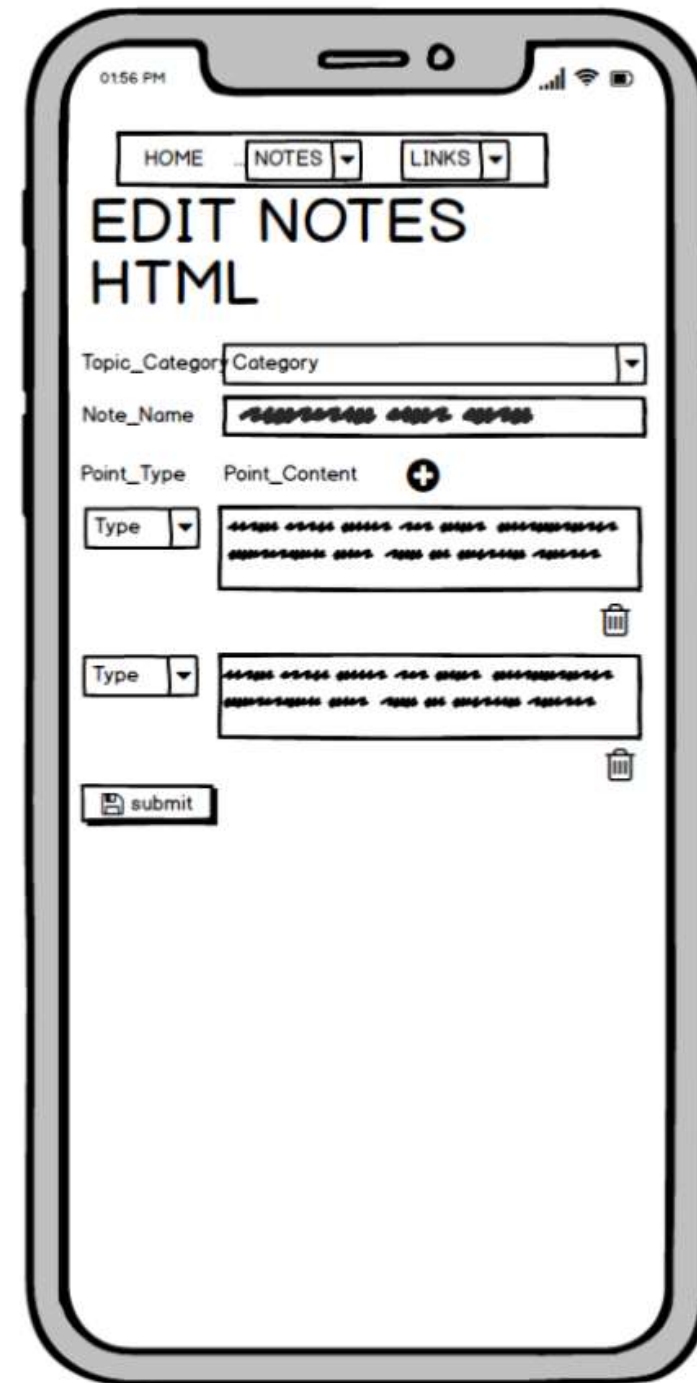 01:56 PM
HOME .. NOTES LINKS
EDIT NOTES
HTML
Topic_Category Category
Note_Name
Point_Type Point_Content
Type
Type
submit